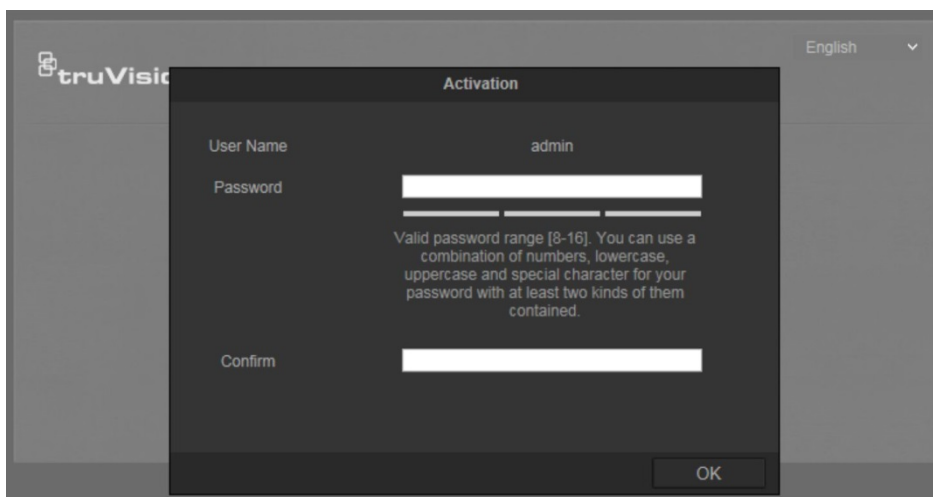 English
truVisic
Activation
User Name admin
Password
Valid password range [8-16]. You can use a
combination of numbers, lowercase,
uppercase and special character for your
password with at least two kinds of them
contained.
Confirm
OK